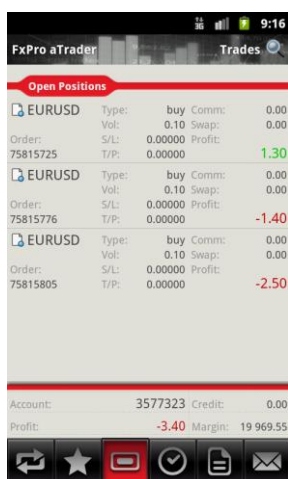 3G 9:16
FxPro aTrader Trades
Open Positions
EURUSD Type: buy Comm: 0.00
Vol: 0.10 Swap: 0.00
Order: S/L: 0.00000 Profit:
75815725 T/P: 0.00000 1.30
EURUSD Type: buy Comm: 0.00
Vol: 0.10 Swap: 0.00
Order: S/L: 0.00000 Profit:
75815776 T/P: 0.00000 -1.40
EURUSD Type: buy Comm: 0.00
Vol: 0.10 Swap: 0.00
Order: S/L: 0.00000 Profit:
75815805 T/P: 0.00000 -2.50
Account: 3577323 Credit: 0.00
Profit: -3.40 Margin: 19 969.55